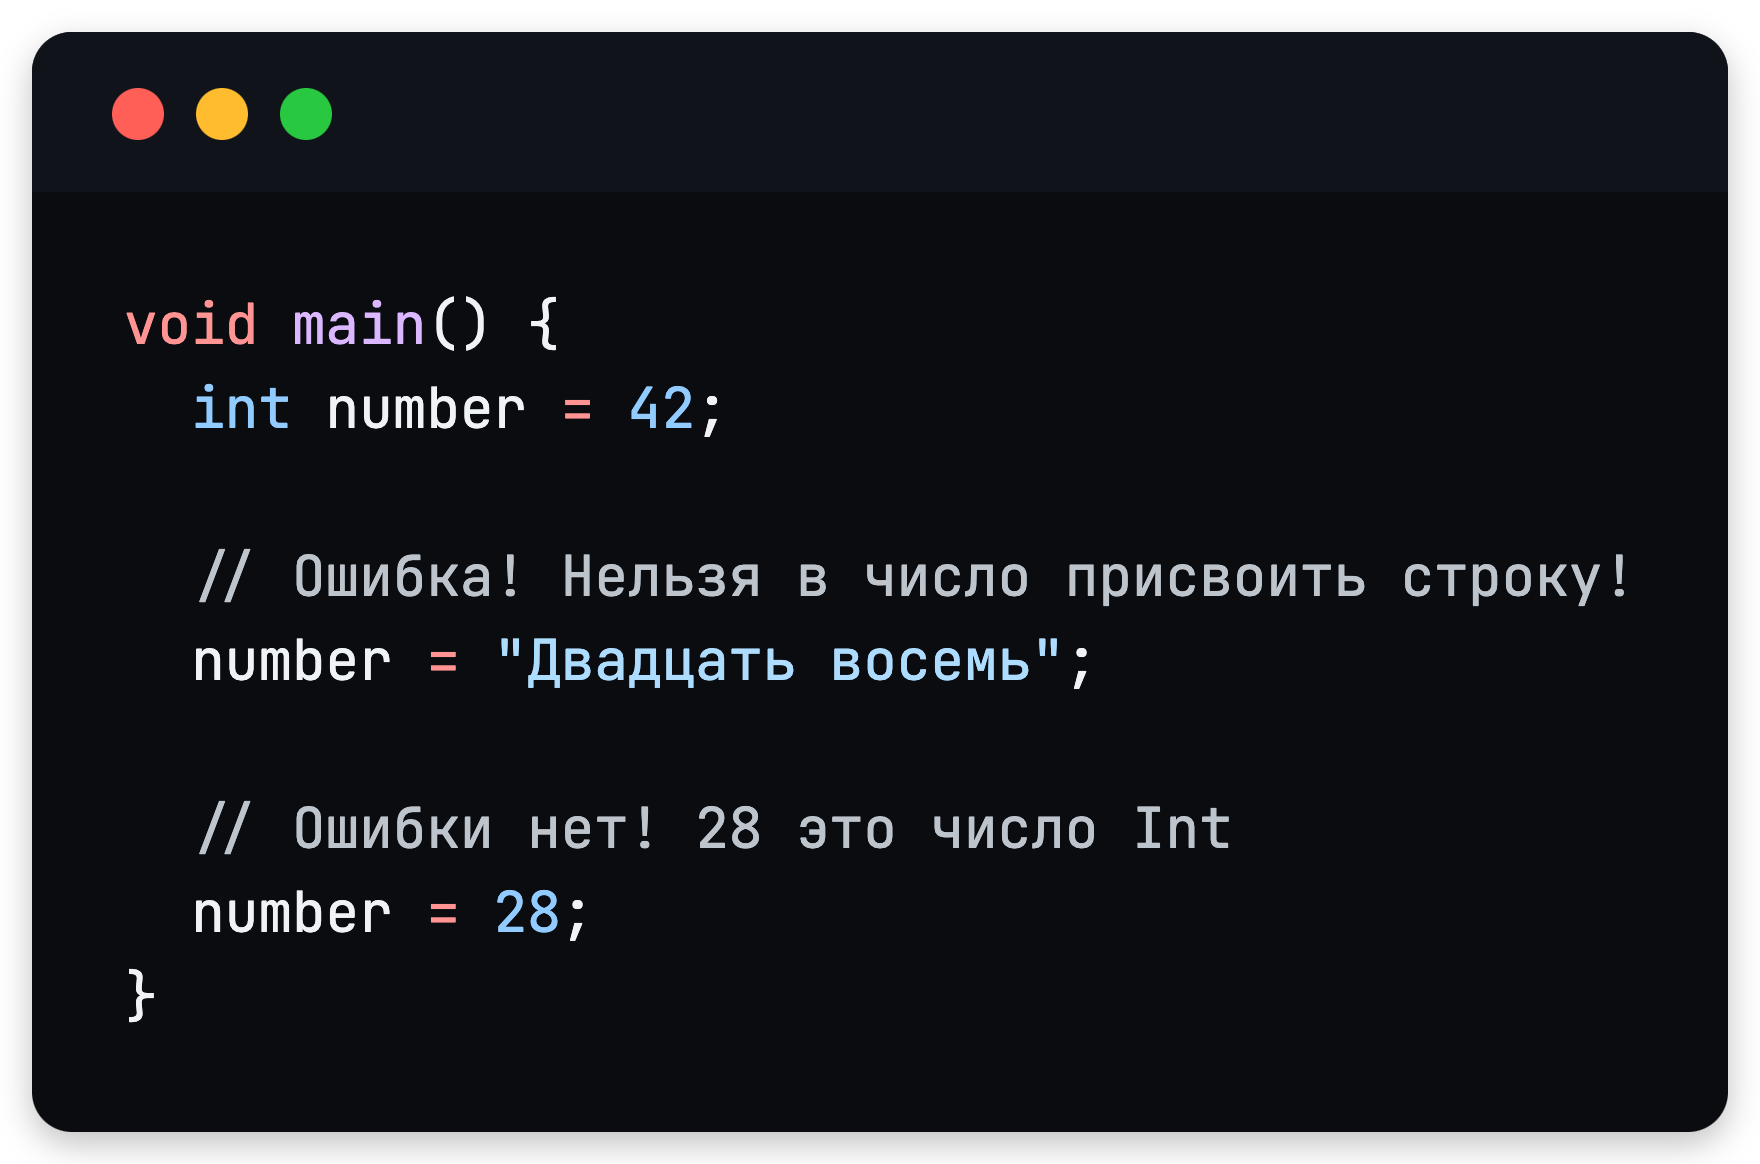 void main() {
  int number = 42;
  // Ошибка! Нельзя в число присвоить строку!
  number = "Двадцать восемь";
  // Ошибки нет! 28 это число Int
  number = 28;
}